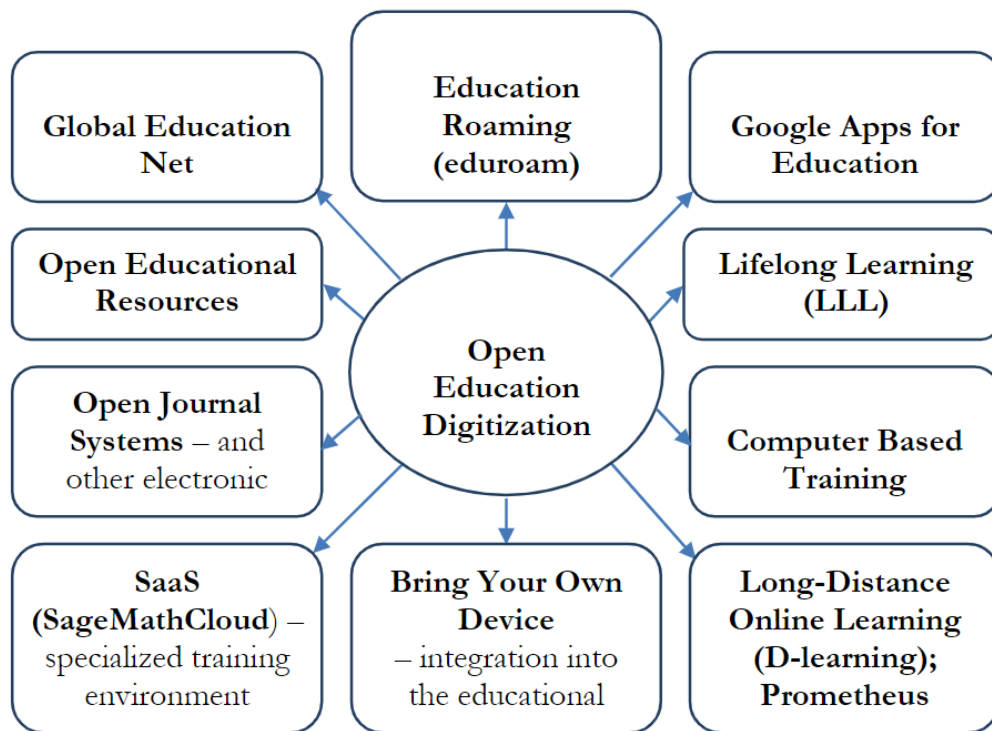 Global Education
Net
Education
Roaming
(eduroam)
Google Apps for
Education
Open Educational
Resources
Lifelong Learning
(LLL)
Open
Education
Digitization
Open Journal
Systems – and
other electronic
Computer Based
Training
SaaS
(SageMathCloud) –
specialized training
environment
Bring Your Own
Device
– integration into
the educational
Long-Distance
Online Learning
(D-learning);
Prometheus